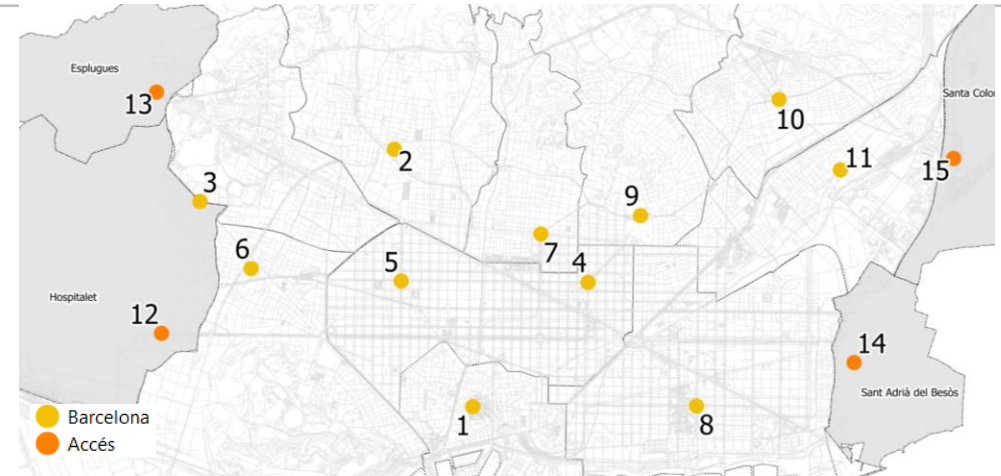 Esplugues
Santa Colo
13
10
2
11
15
3
9
6
7
5
4
Hospitalet
12
14
Sant Adrià del Besòs
1
8
Barcelona
Accés